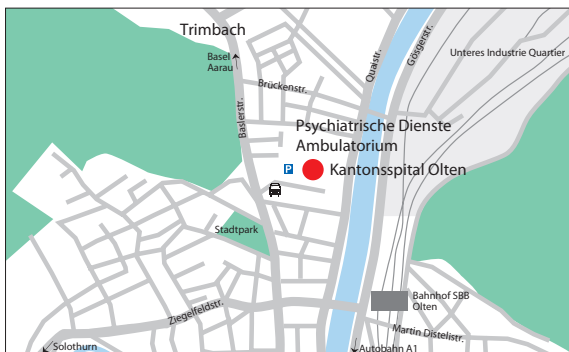 Trimbach
Basel
Aarau
Unteres Industrie Quartier
Gösgerstr.
Quaistr.
Brückenstr.
Baslerstr.
Psychiatrische Dienste
Ambulatorium
P
Kantonsspital Olten
Stadtpark
Ziegelfeldstr.
Bahnhof SBB
Olten
Martin Distelistr.
Solothurn
Autobahn A1